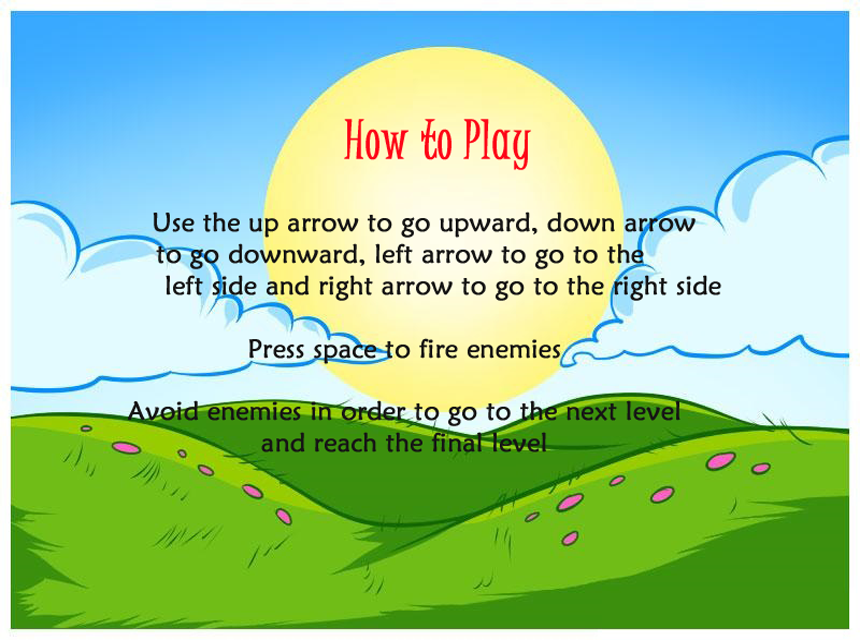 How to Play
Use the up arrow to go upward, down arrow
to go downward, left arrow to go to the
left side and right arrow to go to the right side
Press space to fire enemies
Avoid enemies in order to go to the next level
and reach the final level